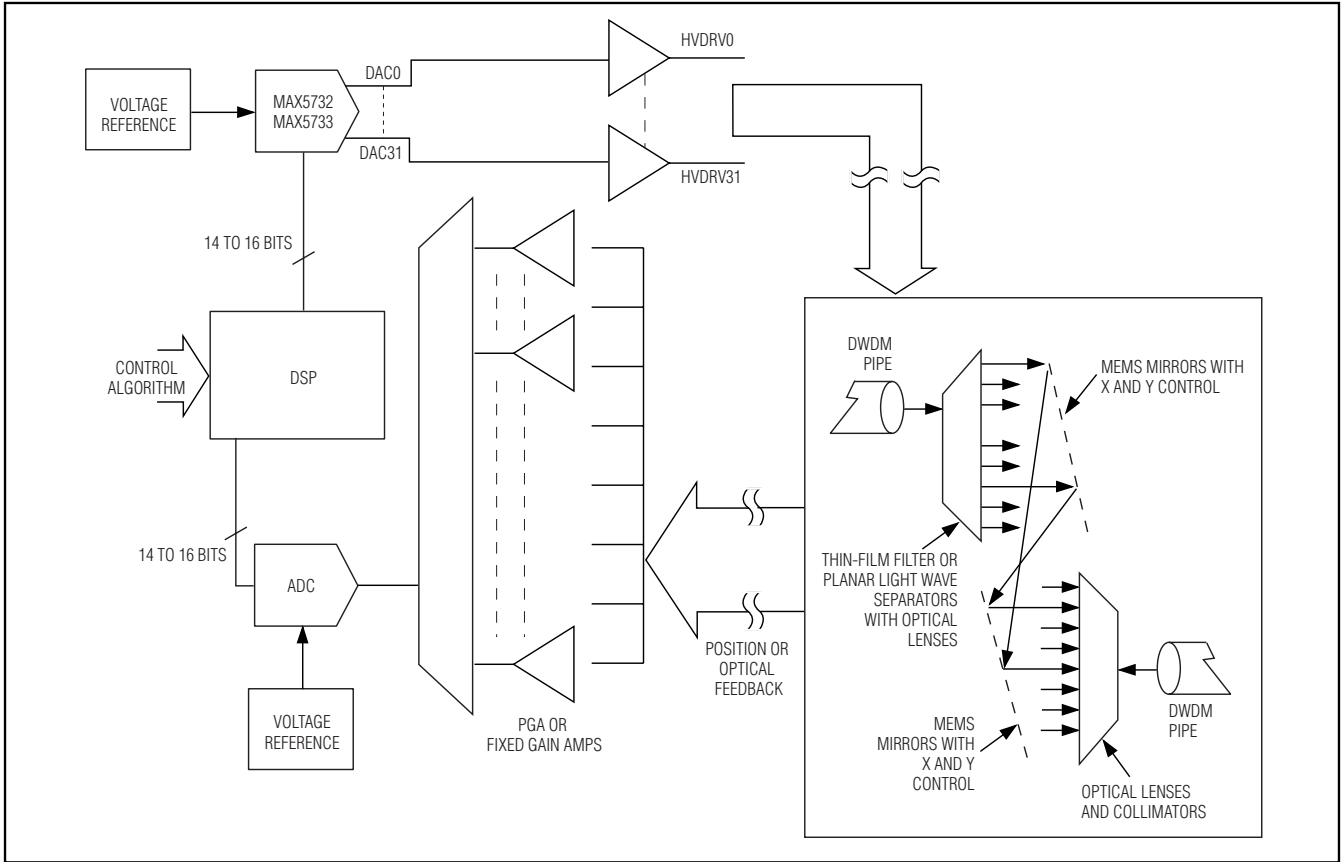 VOLTAGE
REFERENCE
MAX5732
MAX5733
DAC0
DAC31
HVDRV0
HVDRV31
14 TO 16 BITS
CONTROL
ALGORITHM
DSP
14 TO 16 BITS
ADC
VOLTAGE
REFERENCE
PGA OR
FIXED GAIN AMPS
POSITION OR
OPTICAL
FEEDBACK
DWDM
PIPE
MEMS MIRRORS WITH
X AND Y CONTROL
THIN-FILM FILTER OR
PLANAR LIGHT WAVE
SEPARATORS
WITH OPTICAL
LENSES
MEMS
MIRRORS WITH
X AND Y
CONTROL
DWDM
PIPE
OPTICAL LENSES
AND COLLIMATORS